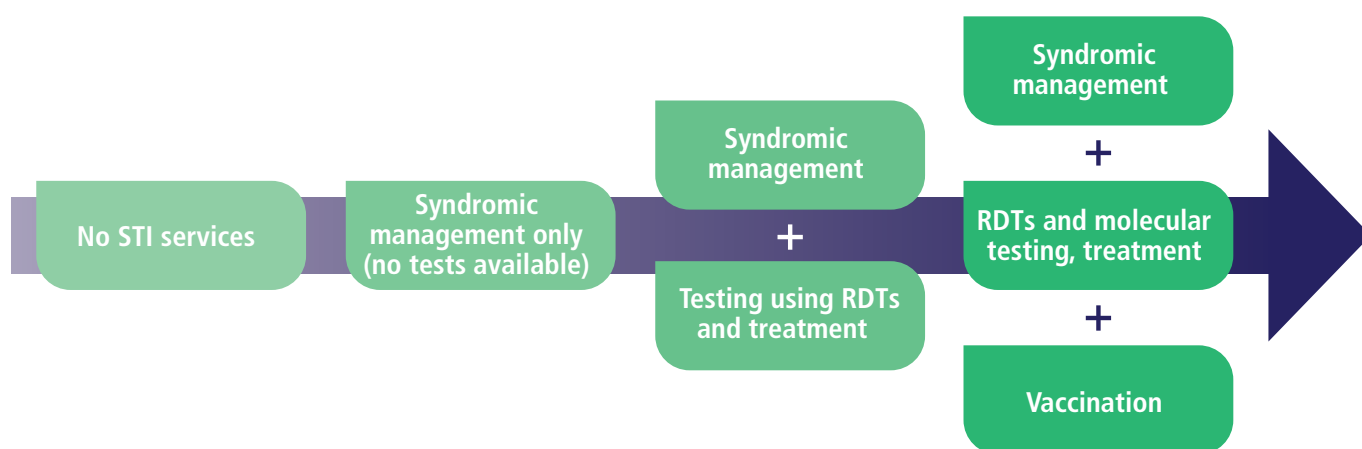 No STI services
Syndromic
management only
(no tests available)
Syndromic
management
+
Testing using RDTs
and treatment
Syndromic
management
+
RDTs and molecular
testing, treatment
+
Vaccination